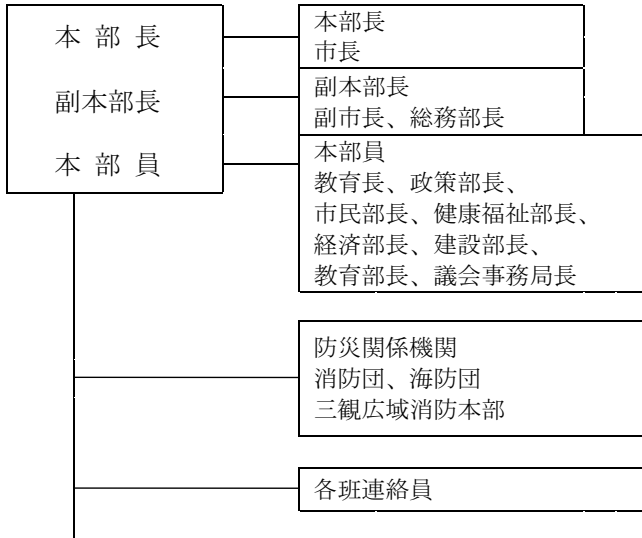 本 部 長
副本部長
本 部 員
本部長
市長
副本部長
副市長、総務部長
本部員
教育長、政策部長、
市民部長、健康福祉部長、
経済部長、建設部長、
教育部長、議会事務局長
防災関係機関
消防団、海防団
三観広域消防本部
各班連絡員